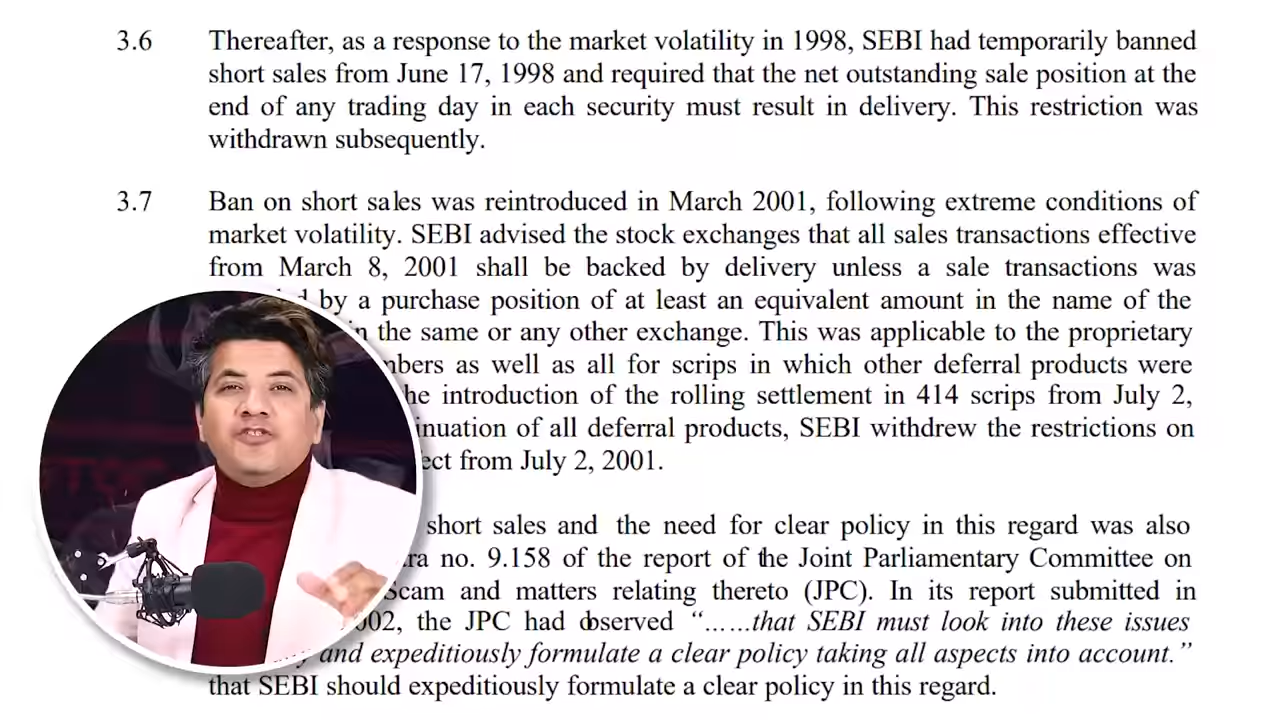 3.6 Thereafter, as a response to the market volatility in 1998, SEBI had temporarily banned
short sales from June 17, 1998 and required that the net outstanding sale position at the
end of any trading day in each security must result in delivery. This restriction was
withdrawn subsequently.
3.7 Ban on short sales was reintroduced in March 2001, following extreme conditions of
market volatility. SEBI advised the stock exchanges that all sales transactions effective
from March 8, 2001 shall be backed by delivery unless a sale transactions was
by a purchase position of at least an equivalent amount in the name of the
in the same or any other exchange. This was applicable to the proprietary
as well as all for scrips in which other deferral products were
the introduction of the rolling settlement in 414 scrips from July 2,
of all deferral products, SEBI withdrew the restrictions on
from July 2, 2001.
short sales and the need for clear policy in this regard was also
no. 9.158 of the report of the Joint Parliamentary Committee on
Scam and matters relating thereto (JPC). In its report submitted in
the JPC had observed “……that SEBI must look into these issues
and expeditiously formulate a clear policy taking all aspects into account.”
that SEBI should expeditiously formulate a clear policy in this regard.